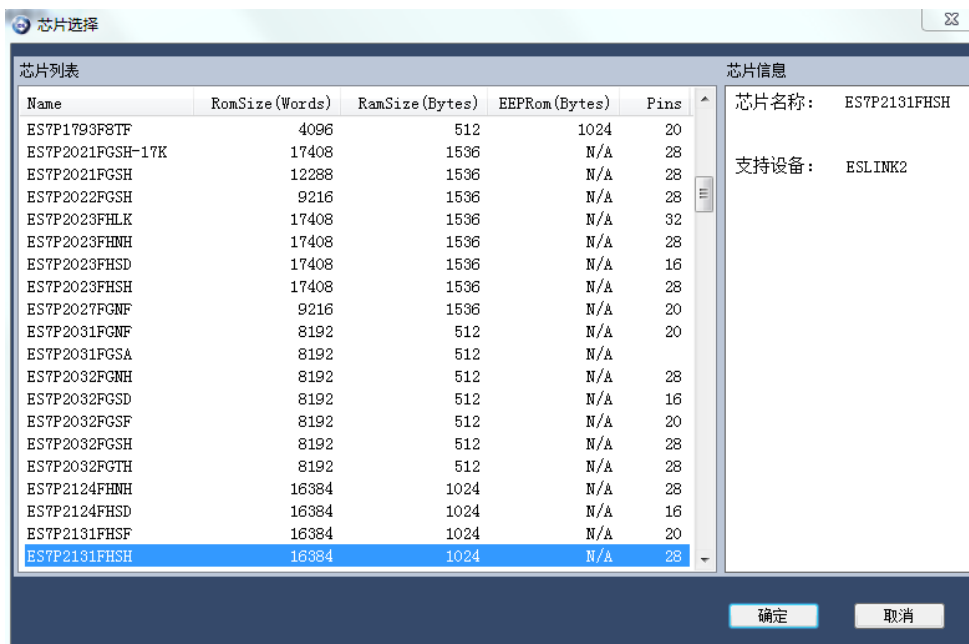 芯片选择
芯片列表
Name RomSize(Words) RamSize(Bytes) EEPRom(Bytes) Pins
ES7P1793F8TF 4096 512 1024 20
ES7P2021FGSH-17K 17408 1536 N/A 28
ES7P2021FGSH 12288 1536 N/A 28
ES7P2022FGSH 9216 1536 N/A 28
ES7P2023FHLK 17408 1536 N/A 32
ES7P2023FHNH 17408 1536 N/A 28
ES7P2023FHSD 17408 1536 N/A 16
ES7P2023FHSH 17408 1536 N/A 28
ES7P2027FGNF 9216 1536 N/A 20
ES7P2031FGNF 8192 512 N/A 20
ES7P2031FGSA 8192 512 N/A
ES7P2032FGNH 8192 512 N/A 28
ES7P2032FGSD 8192 512 N/A 16
ES7P2032FGSF 8192 512 N/A 20
ES7P2032FGSH 8192 512 N/A 28
ES7P2032FGTH 8192 512 N/A 28
ES7P2124FHNH 16384 1024 N/A 28
ES7P2124FHSD 16384 1024 N/A 16
ES7P2131FHSF 16384 1024 N/A 20
ES7P2131FHSH 16384 1024 N/A 28
芯片信息
芯片名称: ES7P2131FHSH
支持设备: ESLINK2
确定 取消